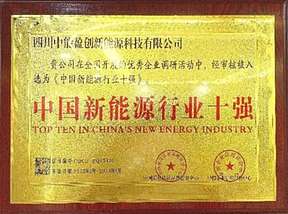 四川中能盈创新能源科技有限公司
贵公司在全国开展的优秀企业调研活动中，经审核核入
选为《中国新能源行业十强》
中国新能源行业十强
TOP TEN IN CHINA'S NEW ENERGY INDUSTRY